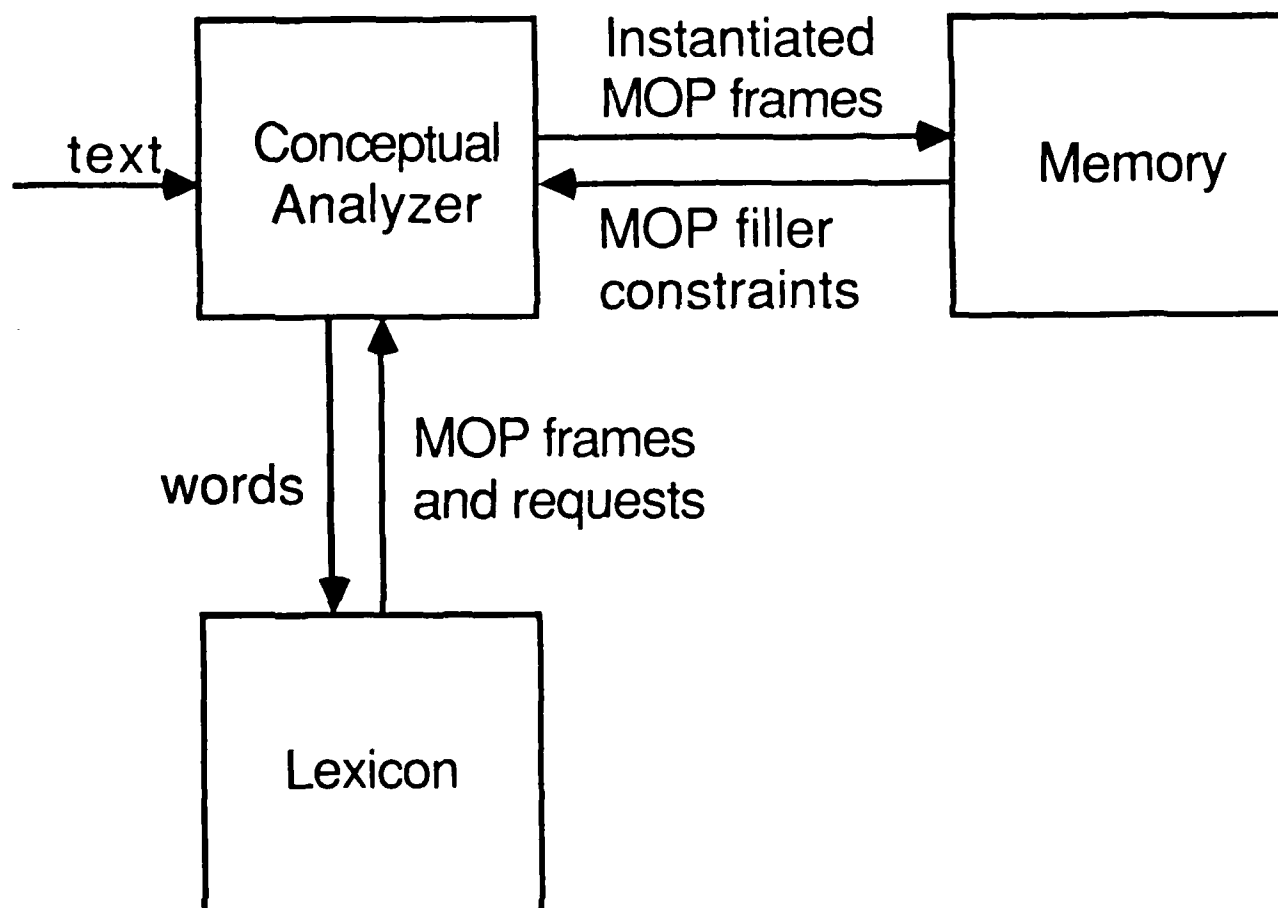 Instantiated
MOP frames
text
Conceptual
Analyzer
Memory
MOP filler
constraints
words
MOP frames
and requests
Lexicon